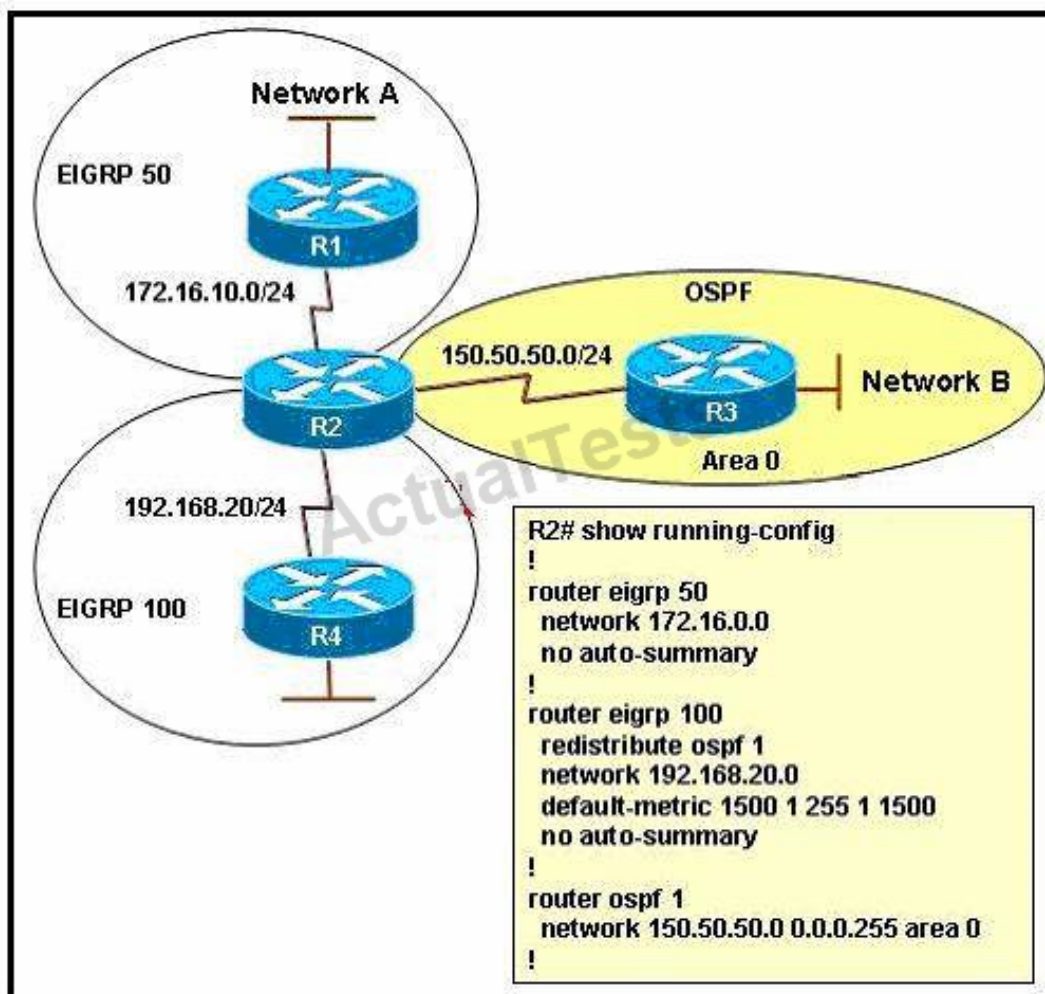 Network A
EIGRP 50
R1
172.16.10.0/24
OSPF
150.50.50.0/24
R2
R3
Network B
Area 0
192.168.20/24
ActualTests
EIGRP 100
R4
R2# show running-config
!
router eigrp 50
network 172.16.0.0
no auto-summary
!
router eigrp 100
redistribute ospf 1
network 192.168.20.0
default-metric 1500 1 255 1 1500
no auto-summary
!
router ospf 1
network 150.50.50.0 0.0.0.255 area 0
!